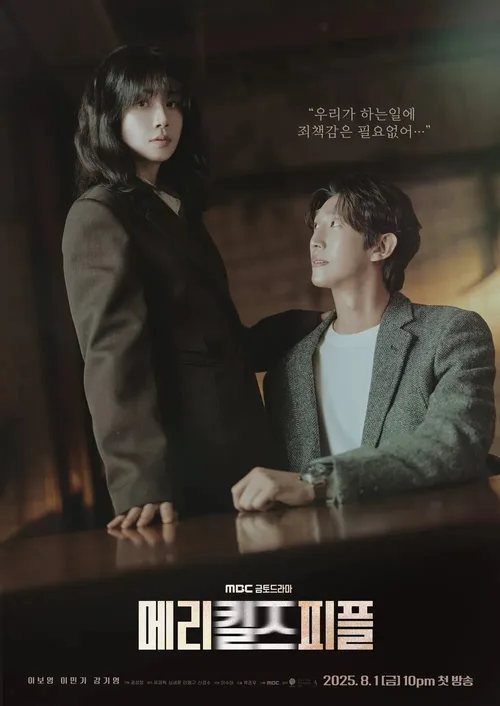 “우리가 하는일에
죄책감은 필요없어…”
MBC 금토드라마
메리킬즈피플
이보영 이민기 강기영
2025. 8. 1 [금] 10pm 첫 방송